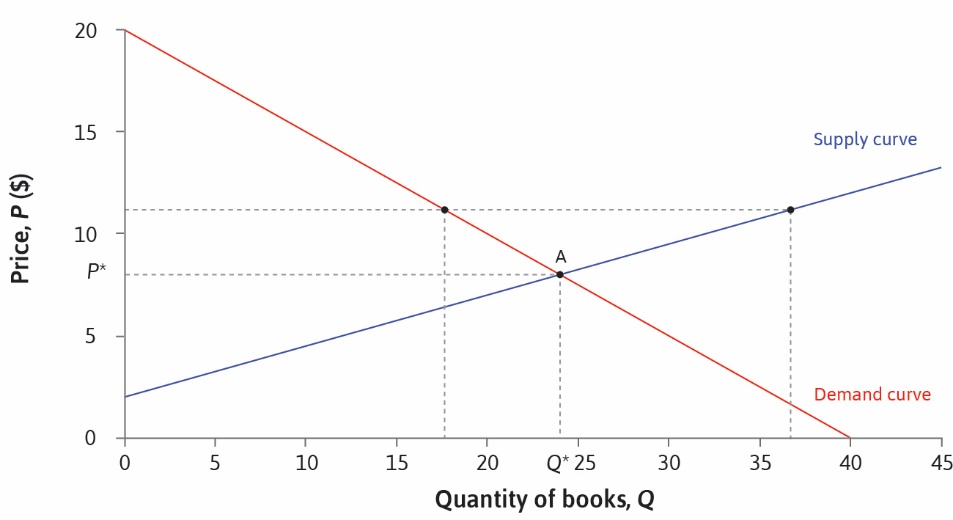 20
15
10
5
0
P*
Price, P ($)
Supply curve
A
Demand curve
0 5 10 15 20 Q* 25 30 35 40 45
Quantity of books, Q